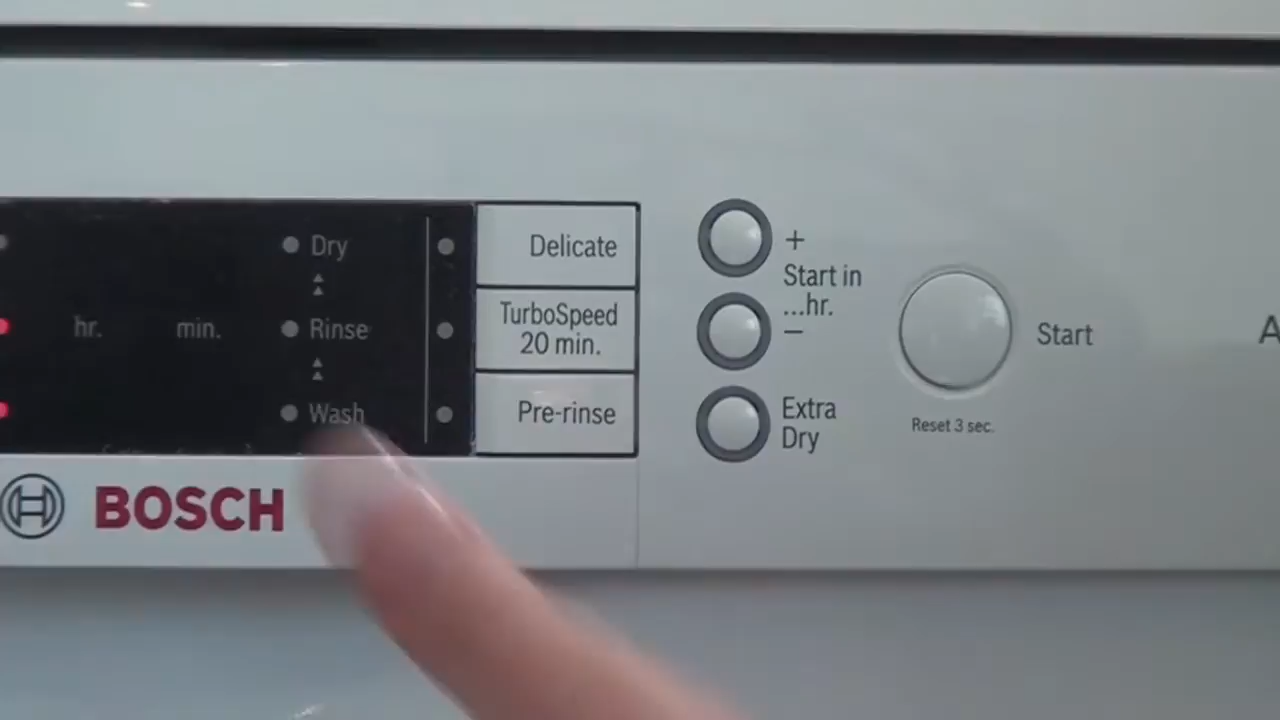 Dry
hr. min. Rinse
Wash
Delicate
TurboSpeed
20 min.
Pre-rinse
+
Start in
...hr.
−
Extra
Dry
Start
Reset 3 sec.
A
BOSCH